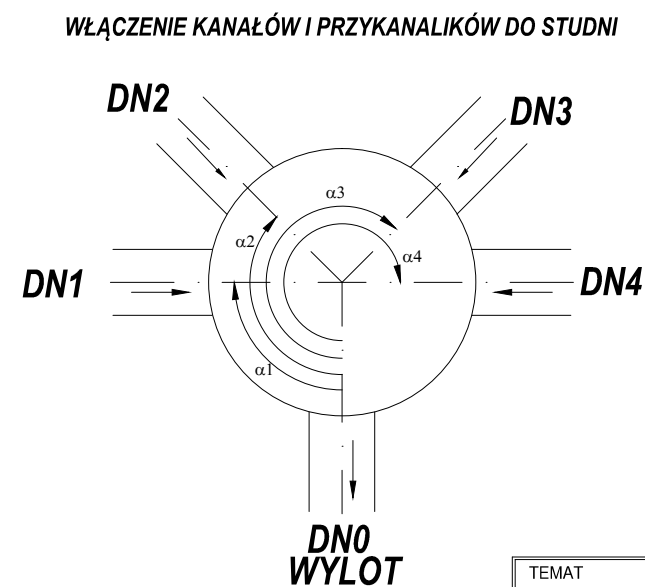 WŁĄCZENIE KANAŁÓW I PRZYKANALIKÓW DO STUDNI
DN2
DN3
α3
α2
α4
DN1
DN4
α1
DN0
WYLOT
TEMAT